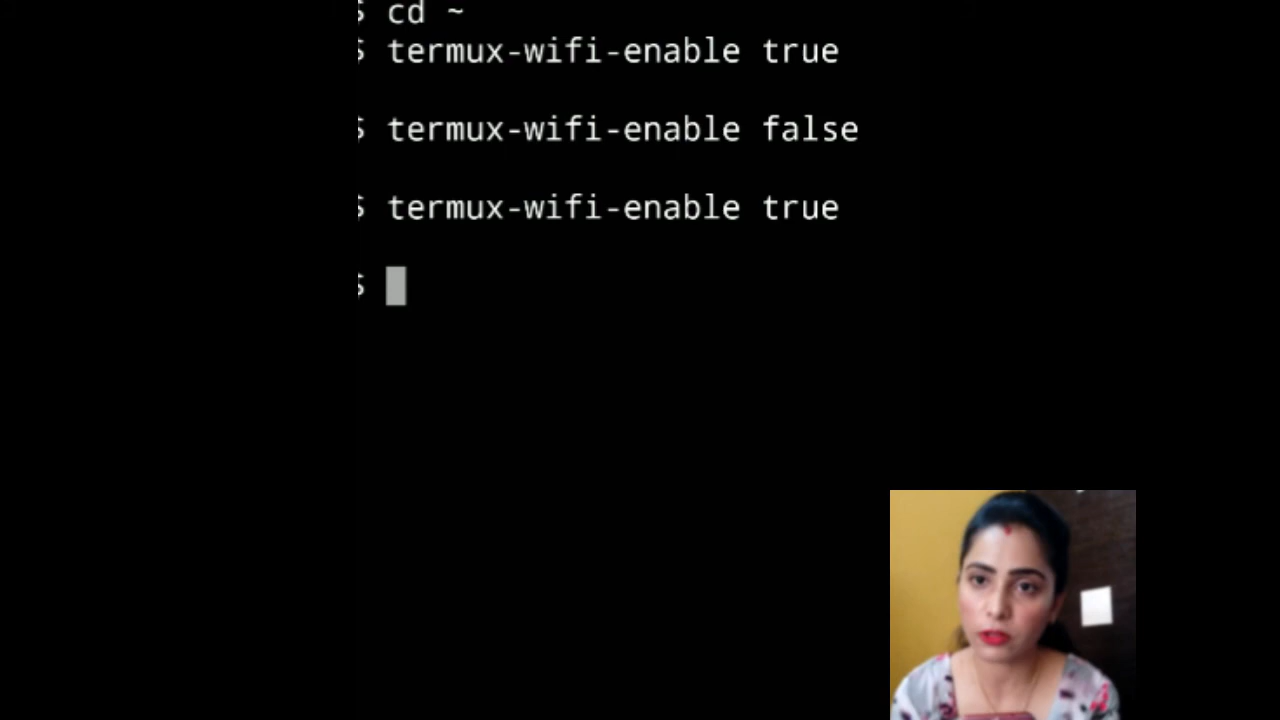 $ cd ~
$ termux-wifi-enable true
$ termux-wifi-enable false
$ termux-wifi-enable true
$